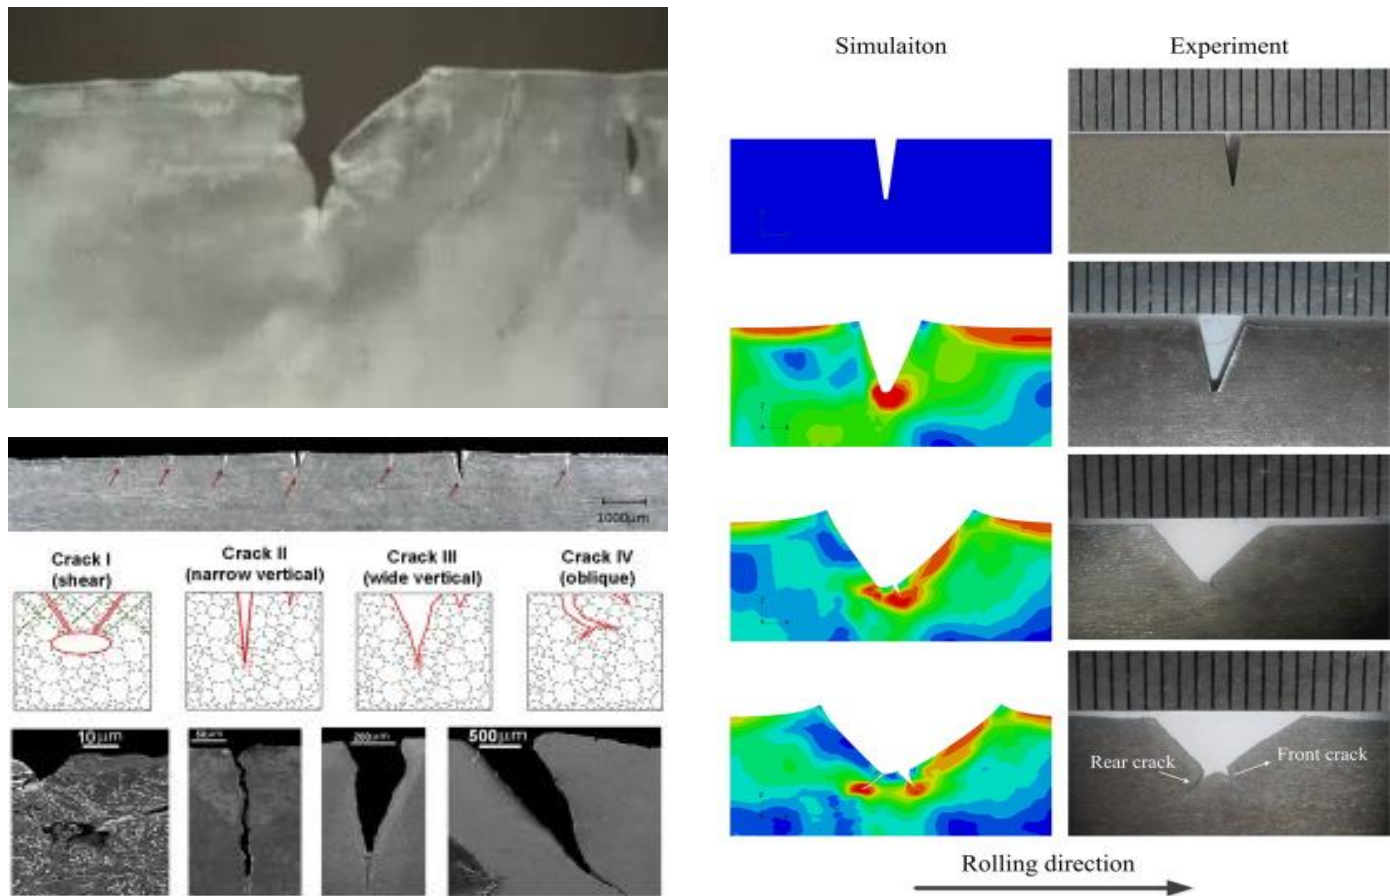 Simulaiton
Experiment
1000μm
Crack I
(shear)
Crack II
(narrow vertical)
Crack III
(wide vertical)
Crack IV
(oblique)
10μm
200μm
500μm
Rear crack
Front crack
Rolling direction